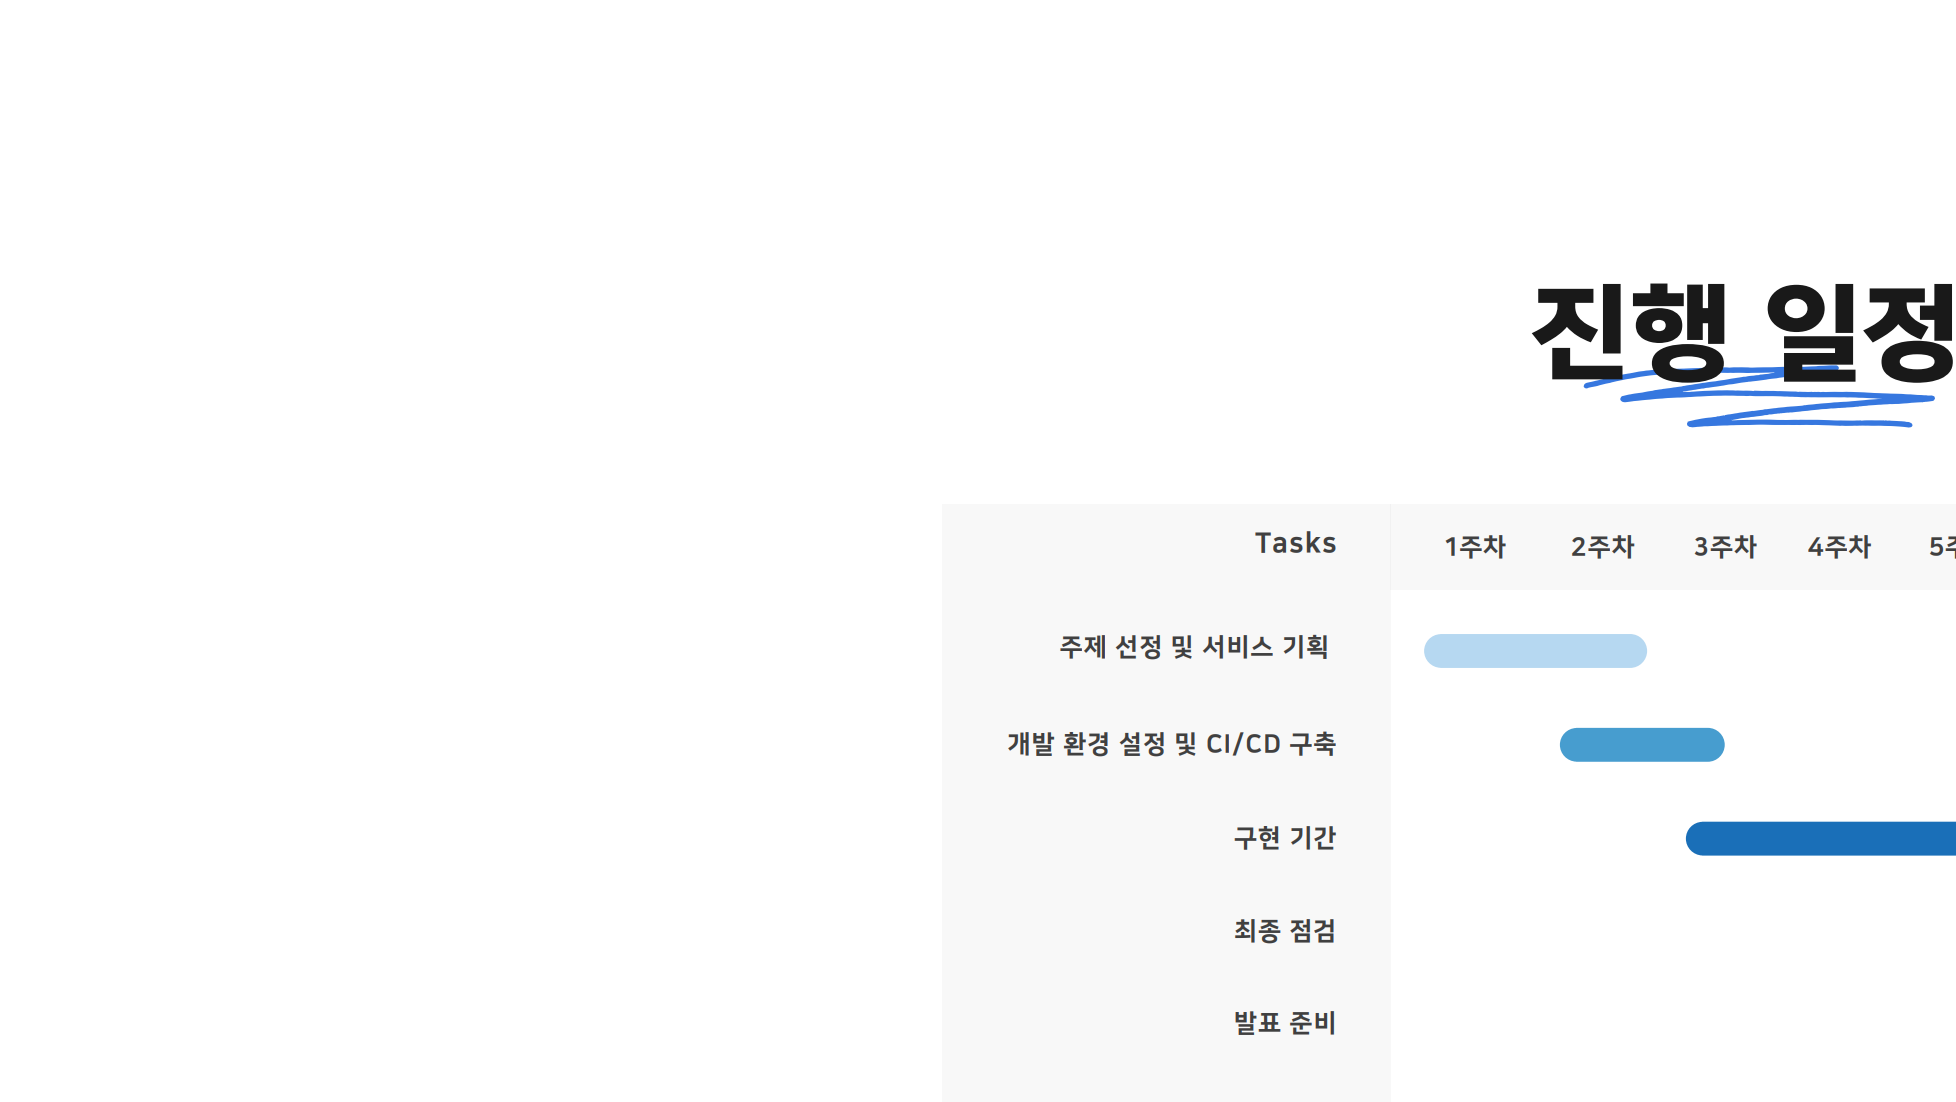 진행 일정
Tasks 1주차 2주차 3주차 4주차 5주
주제 선정 및 서비스 기획
개발 환경 설정 및 CI/CD 구축
구현 기간
최종 점검
발표 준비